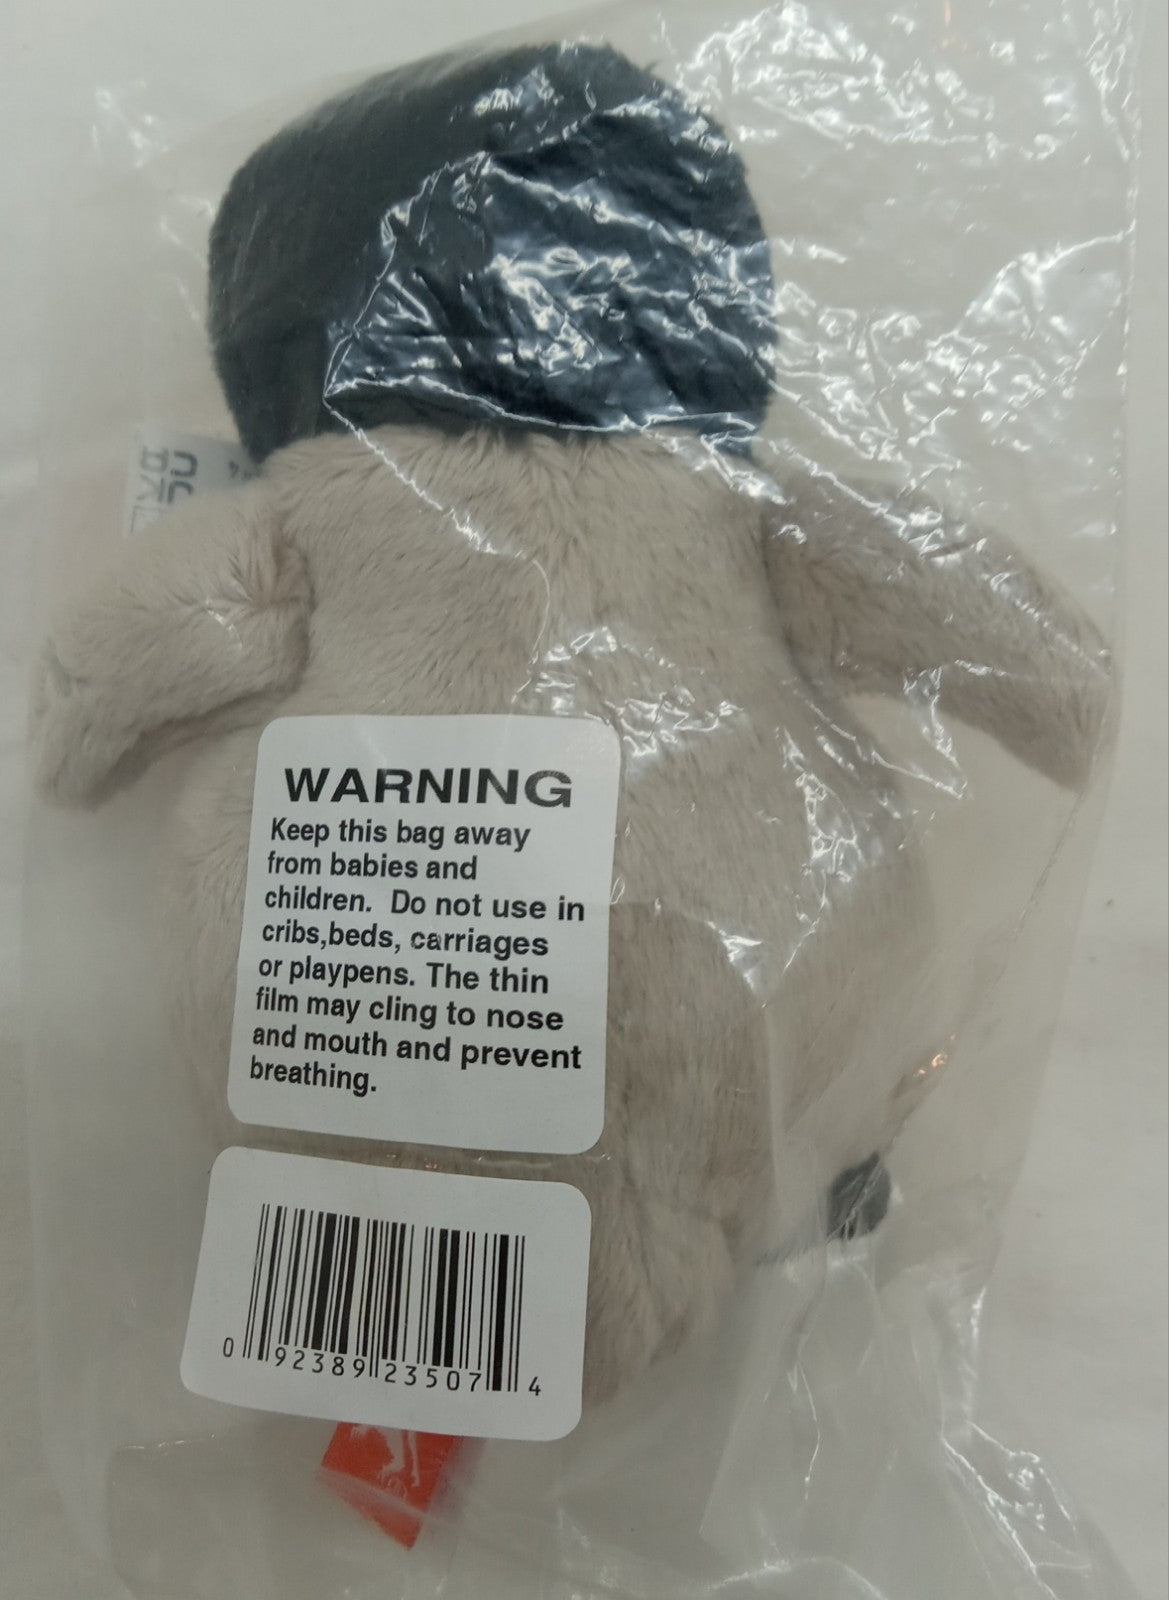 WARNING
Keep this bag away
from babies and
children. Do not use in
cribs,beds, carriages
or playpens. The thin
film may cling to nose
and mouth and prevent
breathing.
0 92389 23507 4